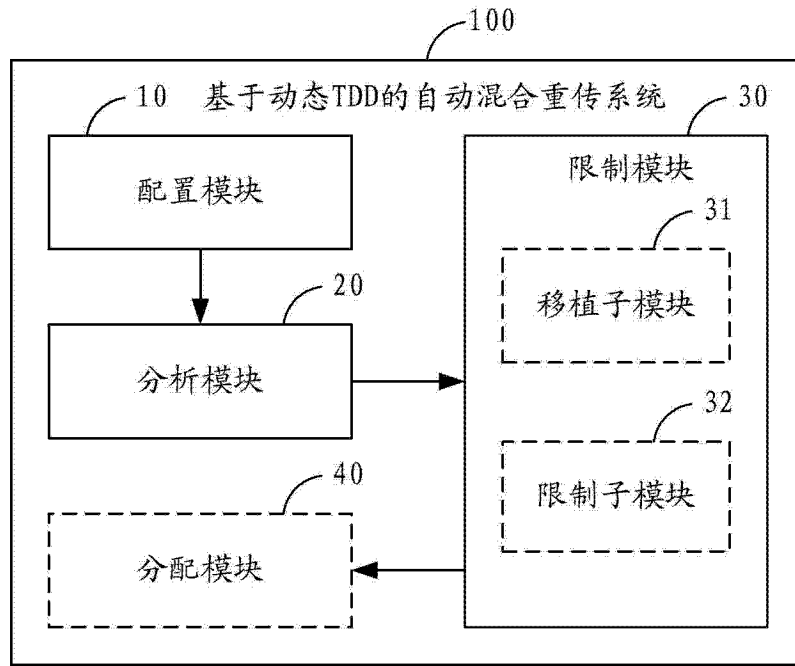 100
10 基于动态TDD的自动混合重传系统 30
配置模块
限制模块
31
移植子模块
20
分析模块
32
限制子模块
40
分配模块